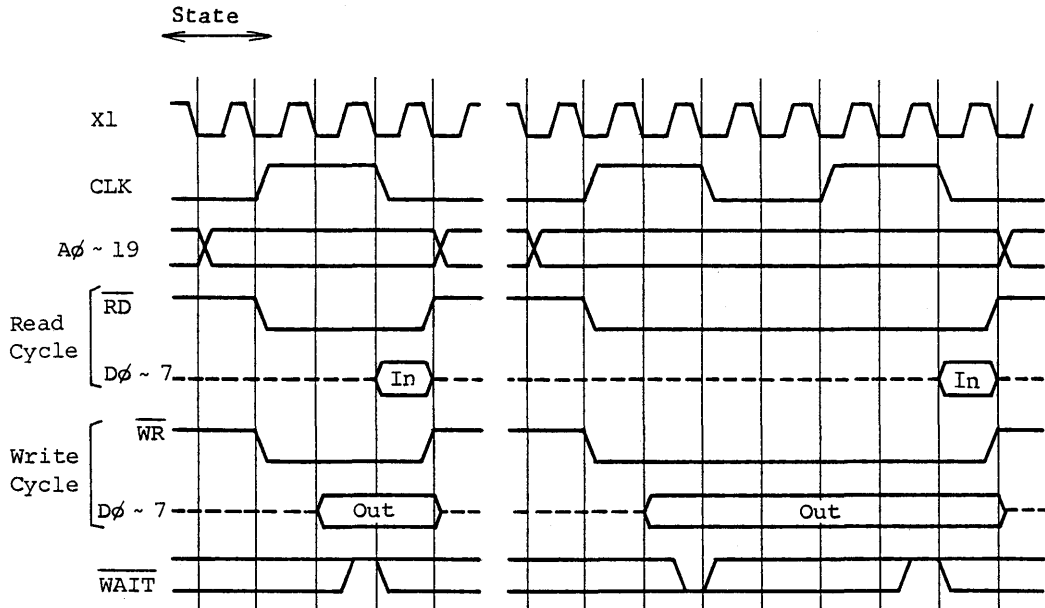 State
X1
CLK
Aø ~ 19
Read
Cycle
RD
Dø ~ 7
In
In
Write
Cycle
WR
Dø ~ 7
Out
Out
WAIT